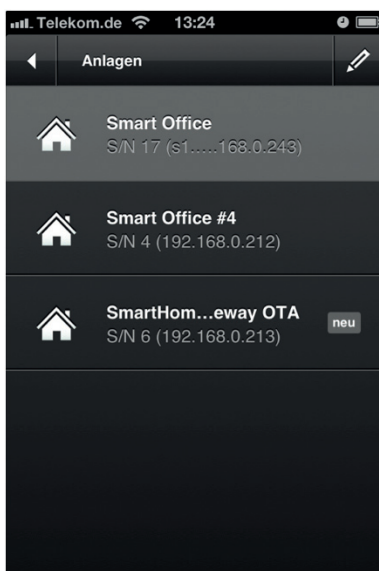 Telekom.de 13:24
Anlagen
Smart Office
S/N 17 (s1.....168.0.243)
Smart Office #4
S/N 4 (192.168.0.212)
SmartHom...eway OTA
S/N 6 (192.168.0.213)
neu